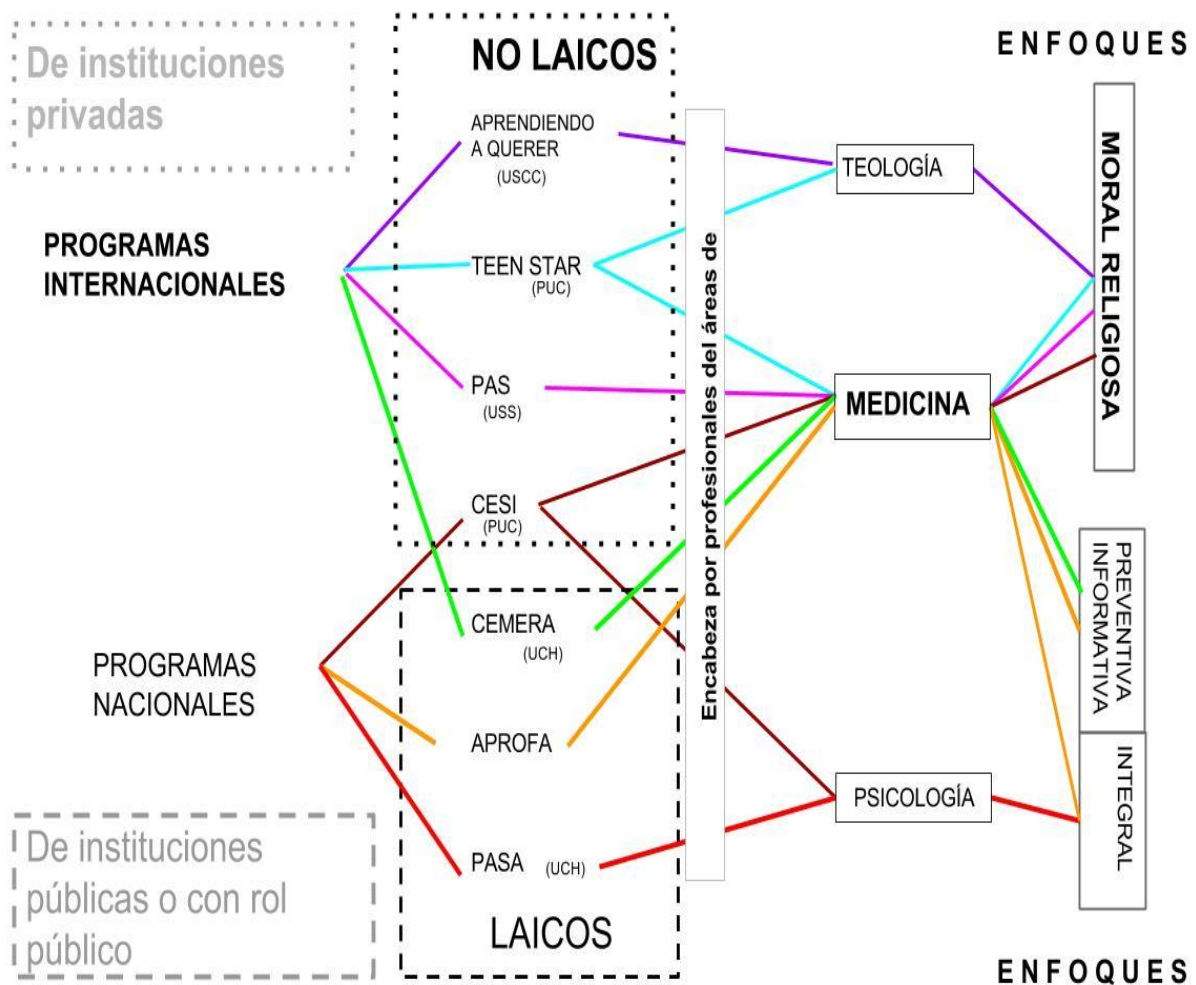 De instituciones
privadas
NO LAICOS
ENFOQUES
APRENDIENDO
A QUERER
(USCC)
TEOLOGÍA
MORAL RELIGIOSA
PROGRAMAS
INTERNACIONALES
TEEN STAR
(PUC)
Encabeza por profesionales del áreas de
PAS
(USS)
MEDICINA
CESI
(PUC)
PREVENTIVA
INFORMATIVA
CEMERA
(UCH)
PROGRAMAS
NACIONALES
APROFA
INTEGRAL
PSICOLOGÍA
De instituciones
públicas o con rol
público
PASA (UCH)
LAICOS
ENFOQUES